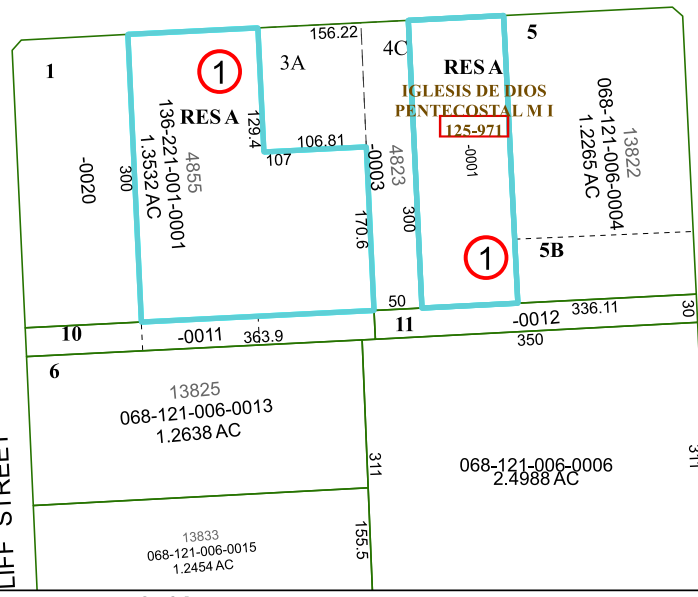 156.22
5
1
1
3A
4C
RES A
IGLESIS DE DIOS
PENTECOSTAL M I
125-971
RES A
129.4
136-221-001-0001
1.3532 AC
4855
106.81
107
-0003
4823
-0001
13822
068-121-006-0004
1.2265 AC
-0020
300
170.6
300
1
5B
50
10
-0011
363.9
11
-0012
336.11
30
350
6
13825
068-121-006-0013
1.2638 AC
311
068-121-006-0006
2.4988 AC
311
LIFF STREET
13833
068-121-006-0015
1.2454 AC
155.5